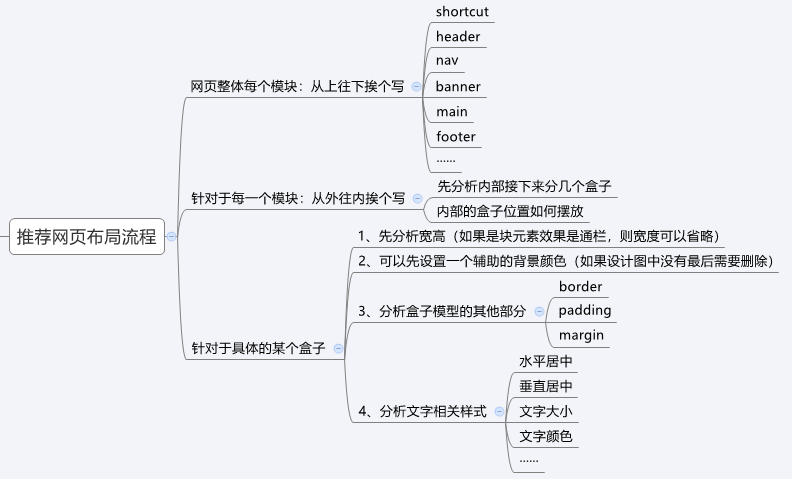 推荐网页布局流程
网页整体每个模块：从上往下挨个写
shortcut
header
nav
banner
main
footer
......
针对于每一个模块：从外往内挨个写
先分析内部接下来分几个盒子
内部的盒子位置如何摆放
针对于具体的某个盒子
1、先分析宽高（如果是块元素效果是通栏，则宽度可以省略）
2、可以先设置一个辅助的背景颜色（如果设计图中没有最后需要删除）
3、分析盒子模型的其他部分
border
padding
margin
4、分析文字相关样式
水平居中
垂直居中
文字大小
文字颜色
......